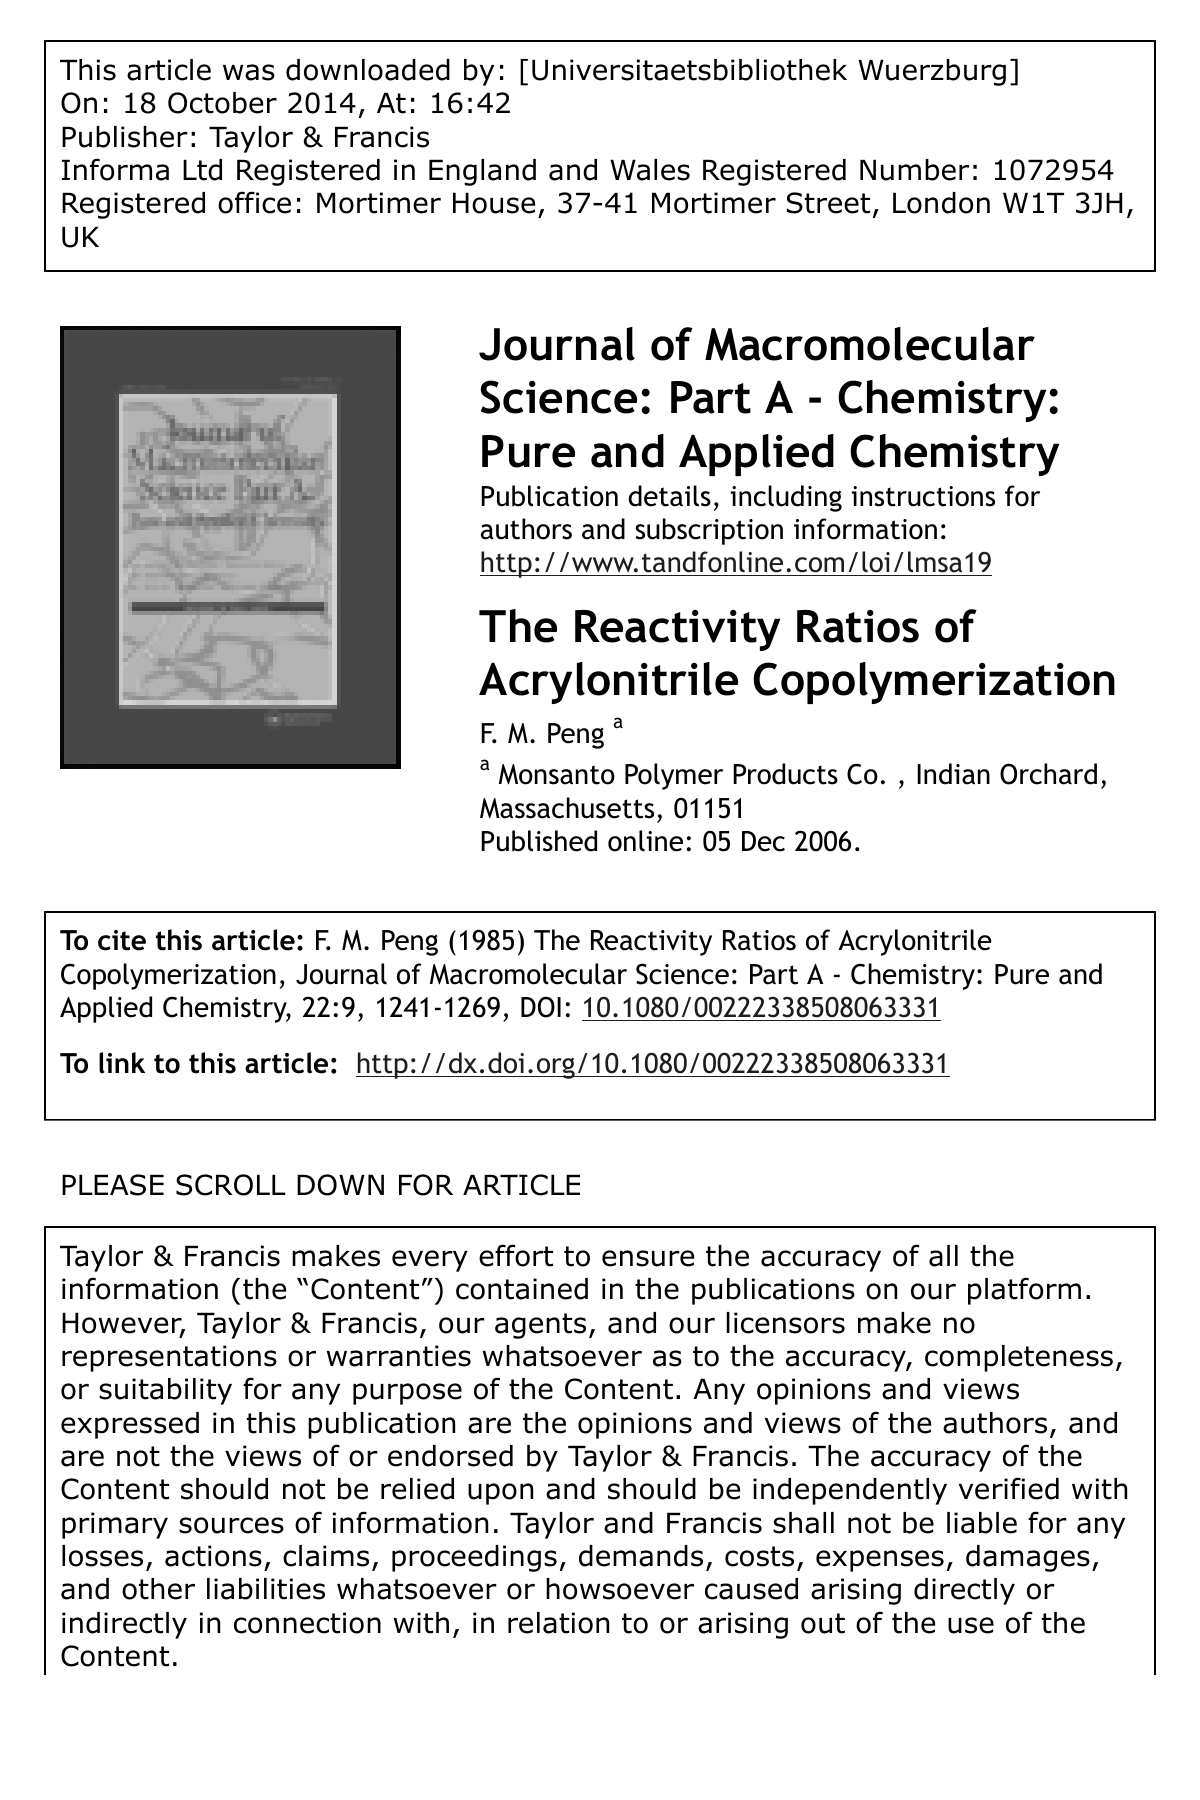 This article was downloaded by: [Universitaetsbibliothek Wuerzburg]
On: 18 October 2014, At: 16:42
Publisher: Taylor & Francis
Informa Ltd Registered in England and Wales Registered Number: 1072954
Registered office: Mortimer House, 37-41 Mortimer Street, London W1T 3JH,
UK
Journal of
Macromolecular
Science Part A
Journal of Macromolecular
Science: Part A - Chemistry:
Pure and Applied Chemistry
Publication details, including instructions for
authors and subscription information:
http://www.tandfonline.com/loi/lmsa19
The Reactivity Ratios of
Acrylonitrile Copolymerization
F. M. Peng a
a Monsanto Polymer Products Co. , Indian Orchard,
Massachusetts, 01151
Published online: 05 Dec 2006.
To cite this article: F. M. Peng (1985) The Reactivity Ratios of Acrylonitrile
Copolymerization, Journal of Macromolecular Science: Part A - Chemistry: Pure and
Applied Chemistry, 22:9, 1241-1269, DOI: 10.1080/00222338508063331
To link to this article: http://dx.doi.org/10.1080/00222338508063331
PLEASE SCROLL DOWN FOR ARTICLE
Taylor & Francis makes every effort to ensure the accuracy of all the
information (the “Content”) contained in the publications on our platform.
However, Taylor & Francis, our agents, and our licensors make no
representations or warranties whatsoever as to the accuracy, completeness,
or suitability for any purpose of the Content. Any opinions and views
expressed in this publication are the opinions and views of the authors, and
are not the views of or endorsed by Taylor & Francis. The accuracy of the
Content should not be relied upon and should be independently verified with
primary sources of information. Taylor and Francis shall not be liable for any
losses, actions, claims, proceedings, demands, costs, expenses, damages,
and other liabilities whatsoever or howsoever caused arising directly or
indirectly in connection with, in relation to or arising out of the use of the
Content.